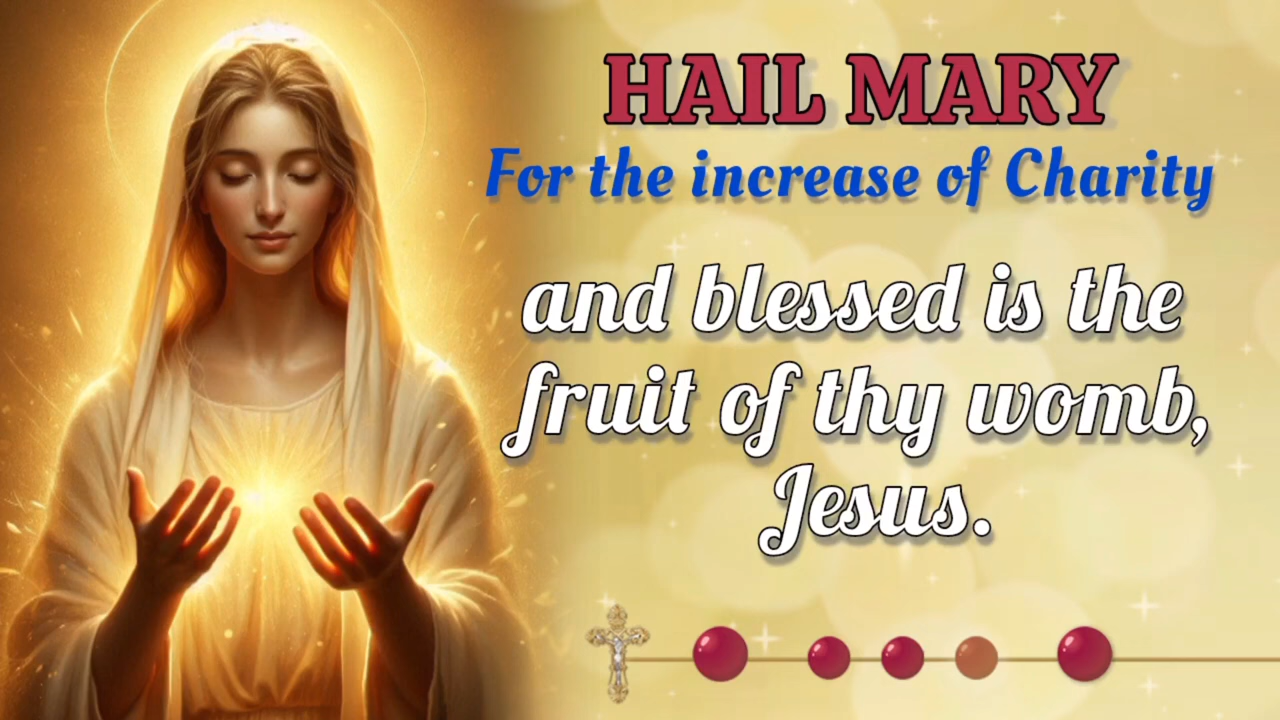 HAIL MARY
For the increase of Charity
and blessed is the
fruit of thy womb,
Jesus.